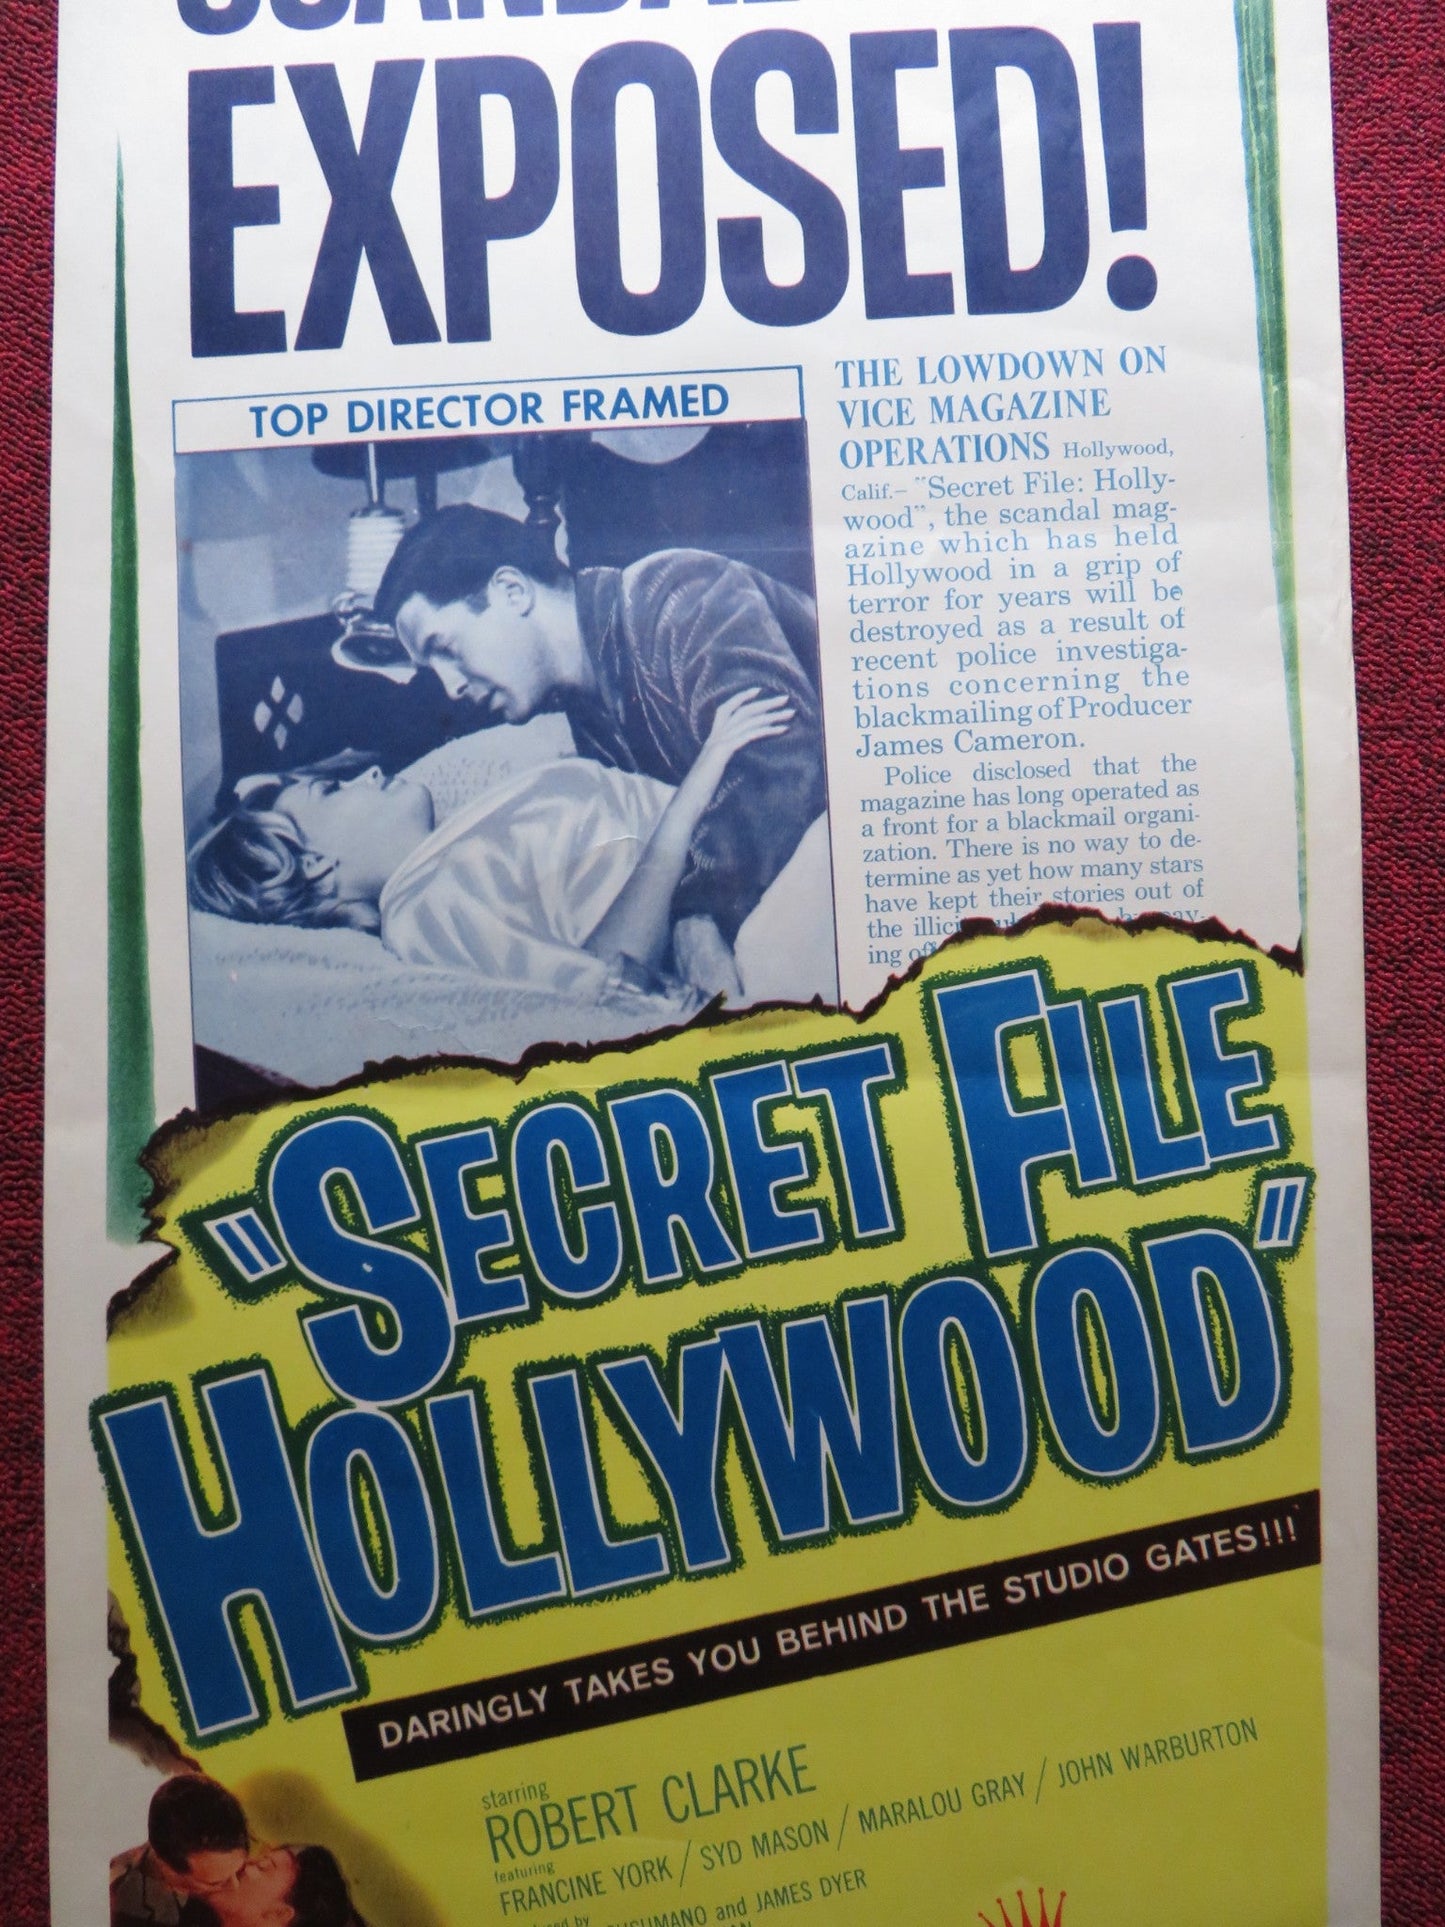 EXPOSED!
TOP DIRECTOR FRAMED
THE LOWDOWN ON
VICE MAGAZINE
OPERATIONS Hollywood,
Calif.– "Secret File: Holly-
wood", the scandal mag-
azine which has held
Hollywood in a grip of
terror for years will be
destroyed as a result of
recent police investiga-
tions concerning the
blackmailing of Producer
James Cameron.
Police disclosed that the
magazine has long operated as
a front for a blackmail organi-
zation. There is no way to de-
termine as yet how many stars
have kept their stories out of
the
ing
"SECRET FILE
HOLLYWOOD"
DARINGLY TAKES YOU BEHIND THE STUDIO GATES!!!
starring
ROBERT CLARKE
featuring
FRANCINE YORK / SYD MASON / MARALOU GRAY / JOHN WARBURTON
by
and JAMES DYER